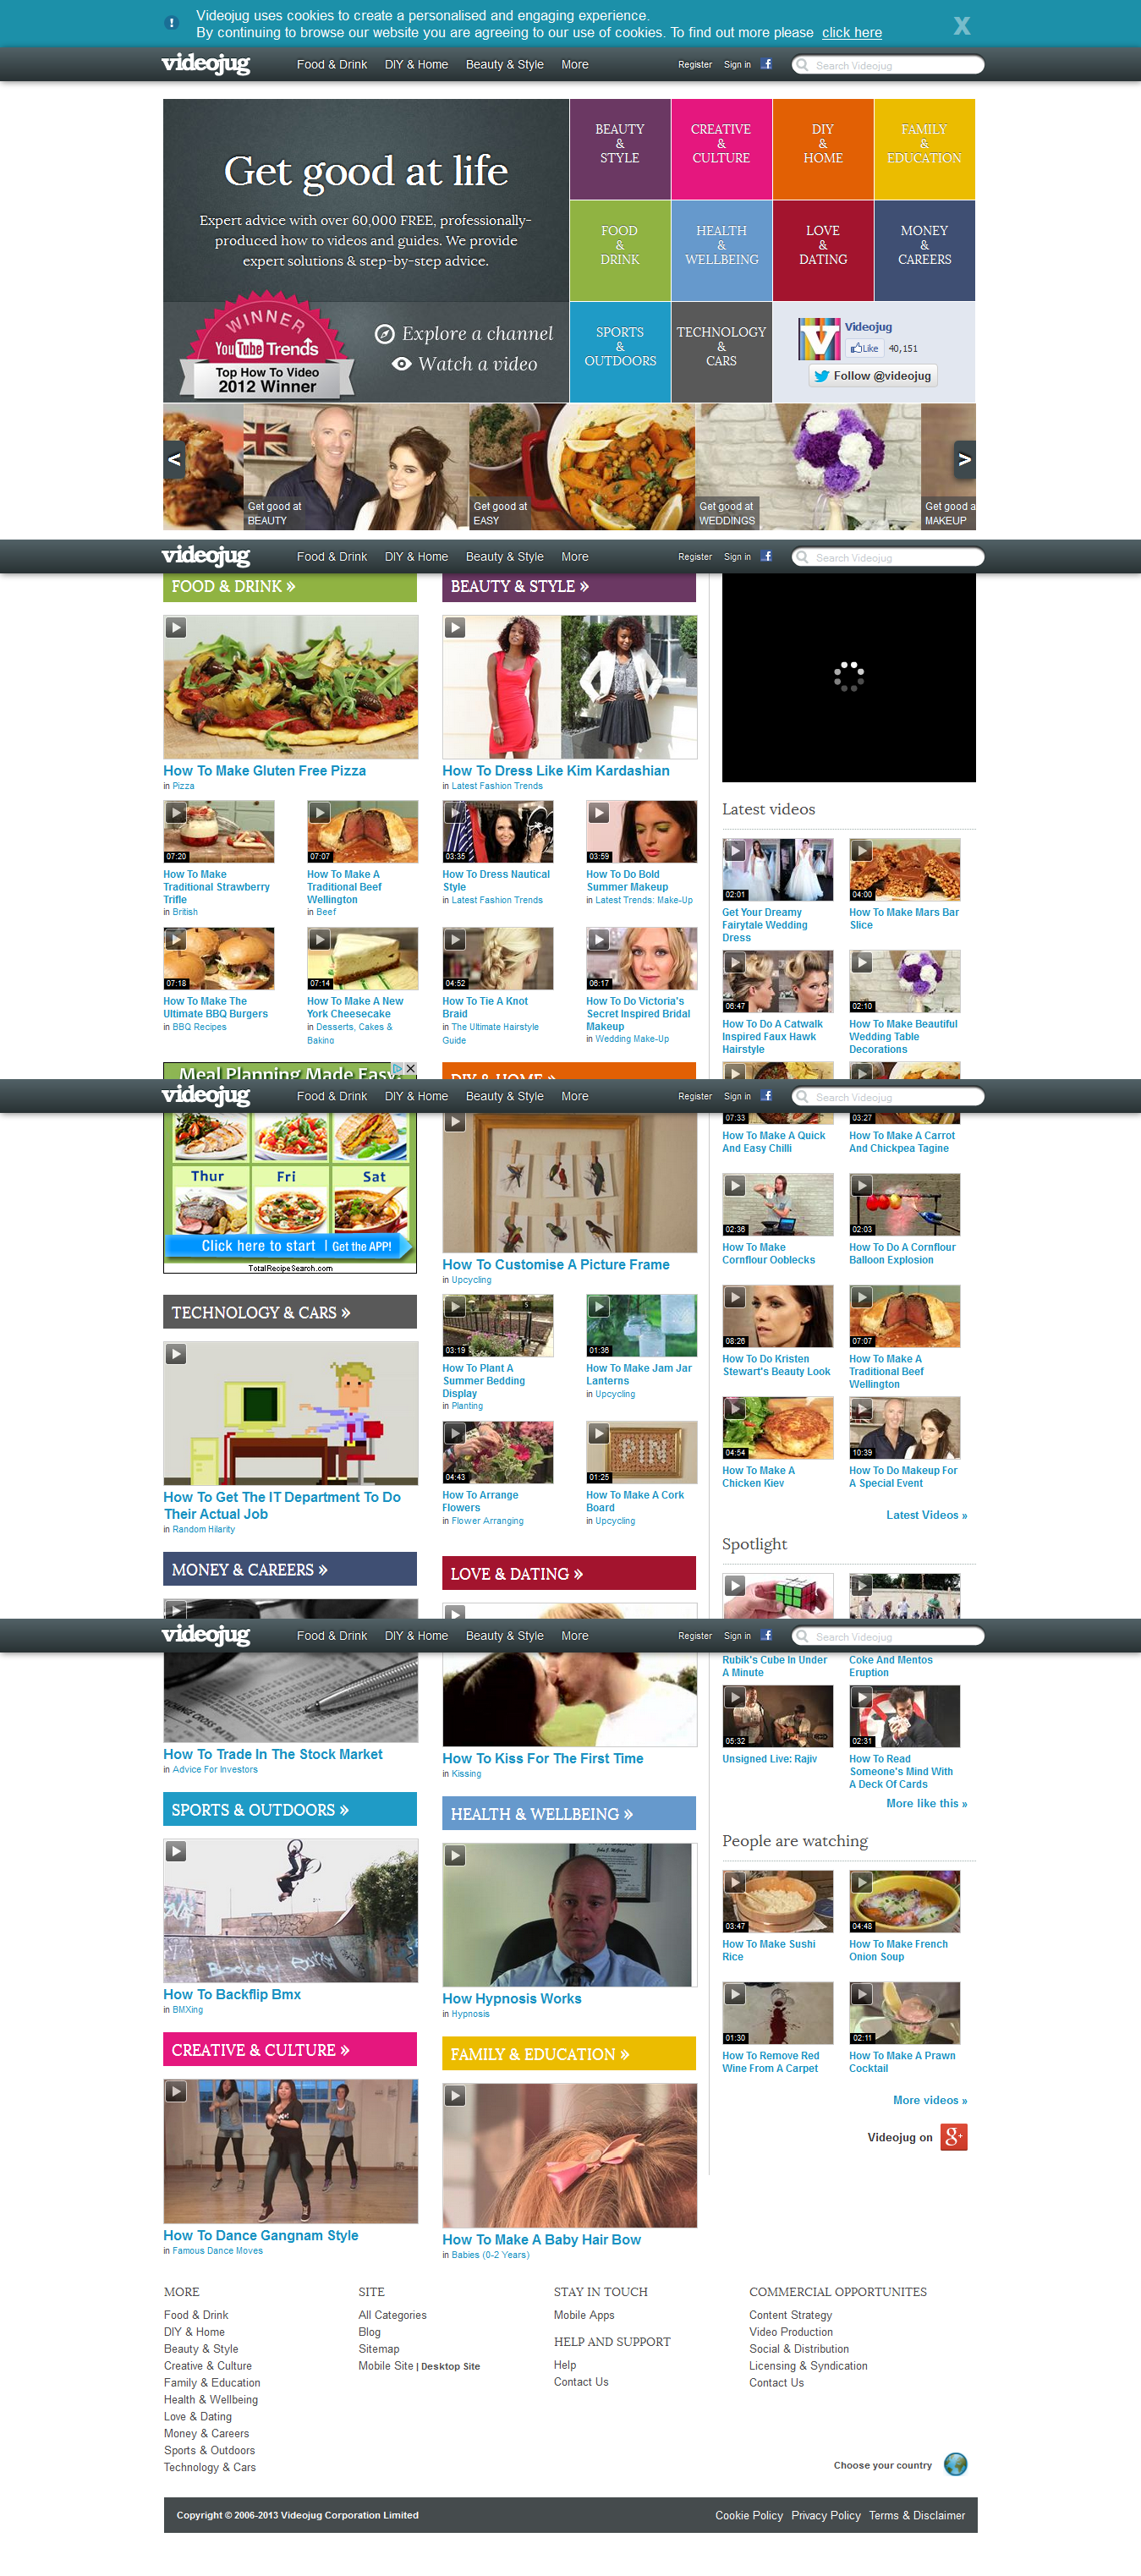 Videojug uses cookies to create a personalised and engaging experience.
By continuing to browse our website you are agreeing to our use of cookies. To find out more please click here
X
videojug
Food & Drink DIY & Home Beauty & Style More
Register Sign in
Search Videojug
Get good at life
Expert advice with over 60,000 FREE, professionally-
produced how to videos and guides. We provide
expert solutions & step-by-step advice.
WINNER
YouTube Trends
Top How To Video
2012 Winner
Explore a channel
Watch a video
BEAUTY
&
STYLE
CREATIVE
&
CULTURE
DIY
&
HOME
FAMILY
&
EDUCATION
FOOD
&
DRINK
HEALTH
&
WELLBEING
LOVE
&
DATING
MONEY
&
CAREERS
SPORTS
&
OUTDOORS
TECHNOLOGY
&
CARS
V
Videojug
Like 40,151
Follow @videojug
<
Get good at
BEAUTY
Get good at
EASY
Get good at
WEDDINGS
Get good a
MAKEUP
>
videojug
Food & Drink DIY & Home Beauty & Style More
Register Sign in
Search Videojug
FOOD & DRINK »
How To Make Gluten Free Pizza
in Pizza
07:20
How To Make
Traditional Strawberry
Trifle
in British
07:07
How To Make A
Traditional Beef
Wellington
in Beef
07:18
How To Make The
Ultimate BBQ Burgers
in BBQ Recipes
07:14
How To Make A New
York Cheesecake
in Desserts, Cakes &
Baking
BEAUTY & STYLE »
How To Dress Like Kim Kardashian
in Latest Fashion Trends
03:35
How To Dress Nautical
Style
in Latest Fashion Trends
03:59
How To Do Bold
Summer Makeup
in Latest Trends: Make-Up
04:52
How To Tie A Knot
Braid
in The Ultimate Hairstyle
Guide
06:17
How To Do Victoria's
Secret Inspired Bridal
Makeup
in Wedding Make-Up
Latest videos
02:01
Get Your Dreamy
Fairytale Wedding
Dress
04:00
How To Make Mars Bar
Slice
06:47
How To Do A Catwalk
Inspired Faux Hawk
Hairstyle
02:10
How To Make Beautiful
Wedding Table
Decorations
Meal Planning Made Easy
DIY & HOME »
videojug
Food & Drink DIY & Home Beauty & Style More
Register Sign in
Search Videojug
Thur Fri Sat
Click here to start | Get the APP!
TotalRecipeSearch.com
TECHNOLOGY & CARS »
How To Get The IT Department To Do
Their Actual Job
in Random Hilarity
MONEY & CAREERS »
How To Customise A Picture Frame
in Upcycling
03:19
How To Plant A
Summer Bedding
Display
in Planting
01:36
How To Make Jam Jar
Lanterns
in Upcycling
04:43
How To Arrange
Flowers
in Flower Arranging
PIN
01:25
How To Make A Cork
Board
in Upcycling
LOVE & DATING »
07:33
How To Make A Quick
And Easy Chilli
03:27
How To Make A Carrot
And Chickpea Tagine
02:36
How To Make
Cornflour Ooblecks
02:03
How To Do A Cornflour
Balloon Explosion
08:26
How To Do Kristen
Stewart's Beauty Look
07:07
How To Make A
Traditional Beef
Wellington
04:54
How To Make A
Chicken Kiev
10:39
How To Do Makeup For
A Special Event
Latest Videos »
Spotlight
videojug
Food & Drink DIY & Home Beauty & Style More
Register Sign in
Search Videojug
How To Trade In The Stock Market
in Advice For Investors
SPORTS & OUTDOORS »
How To Backflip Bmx
in BMXing
CREATIVE & CULTURE »
How To Dance Gangnam Style
in Famous Dance Moves
How To Kiss For The First Time
in Kissing
HEALTH & WELLBEING »
How Hypnosis Works
in Hypnosis
FAMILY & EDUCATION »
How To Make A Baby Hair Bow
in Babies (0-2 Years)
Rubik's Cube In Under
A Minute
Coke And Mentos
Eruption
05:32
Unsigned Live: Rajiv
02:31
How To Read
Someone's Mind With
A Deck Of Cards
More like this »
People are watching
03:47
How To Make Sushi
Rice
04:48
How To Make French
Onion Soup
01:30
How To Remove Red
Wine From A Carpet
02:11
How To Make A Prawn
Cocktail
More videos »
Videojug on g+
MORE
Food & Drink
DIY & Home
Beauty & Style
Creative & Culture
Family & Education
Health & Wellbeing
Love & Dating
Money & Careers
Sports & Outdoors
Technology & Cars
SITE
All Categories
Blog
Sitemap
Mobile Site | Desktop Site
STAY IN TOUCH
Mobile Apps
HELP AND SUPPORT
Help
Contact Us
COMMERCIAL OPPORTUNITES
Content Strategy
Video Production
Social & Distribution
Licensing & Syndication
Contact Us
Choose your country
Copyright © 2006-2013 Videojug Corporation Limited
Cookie Policy Privacy Policy Terms & Disclaimer